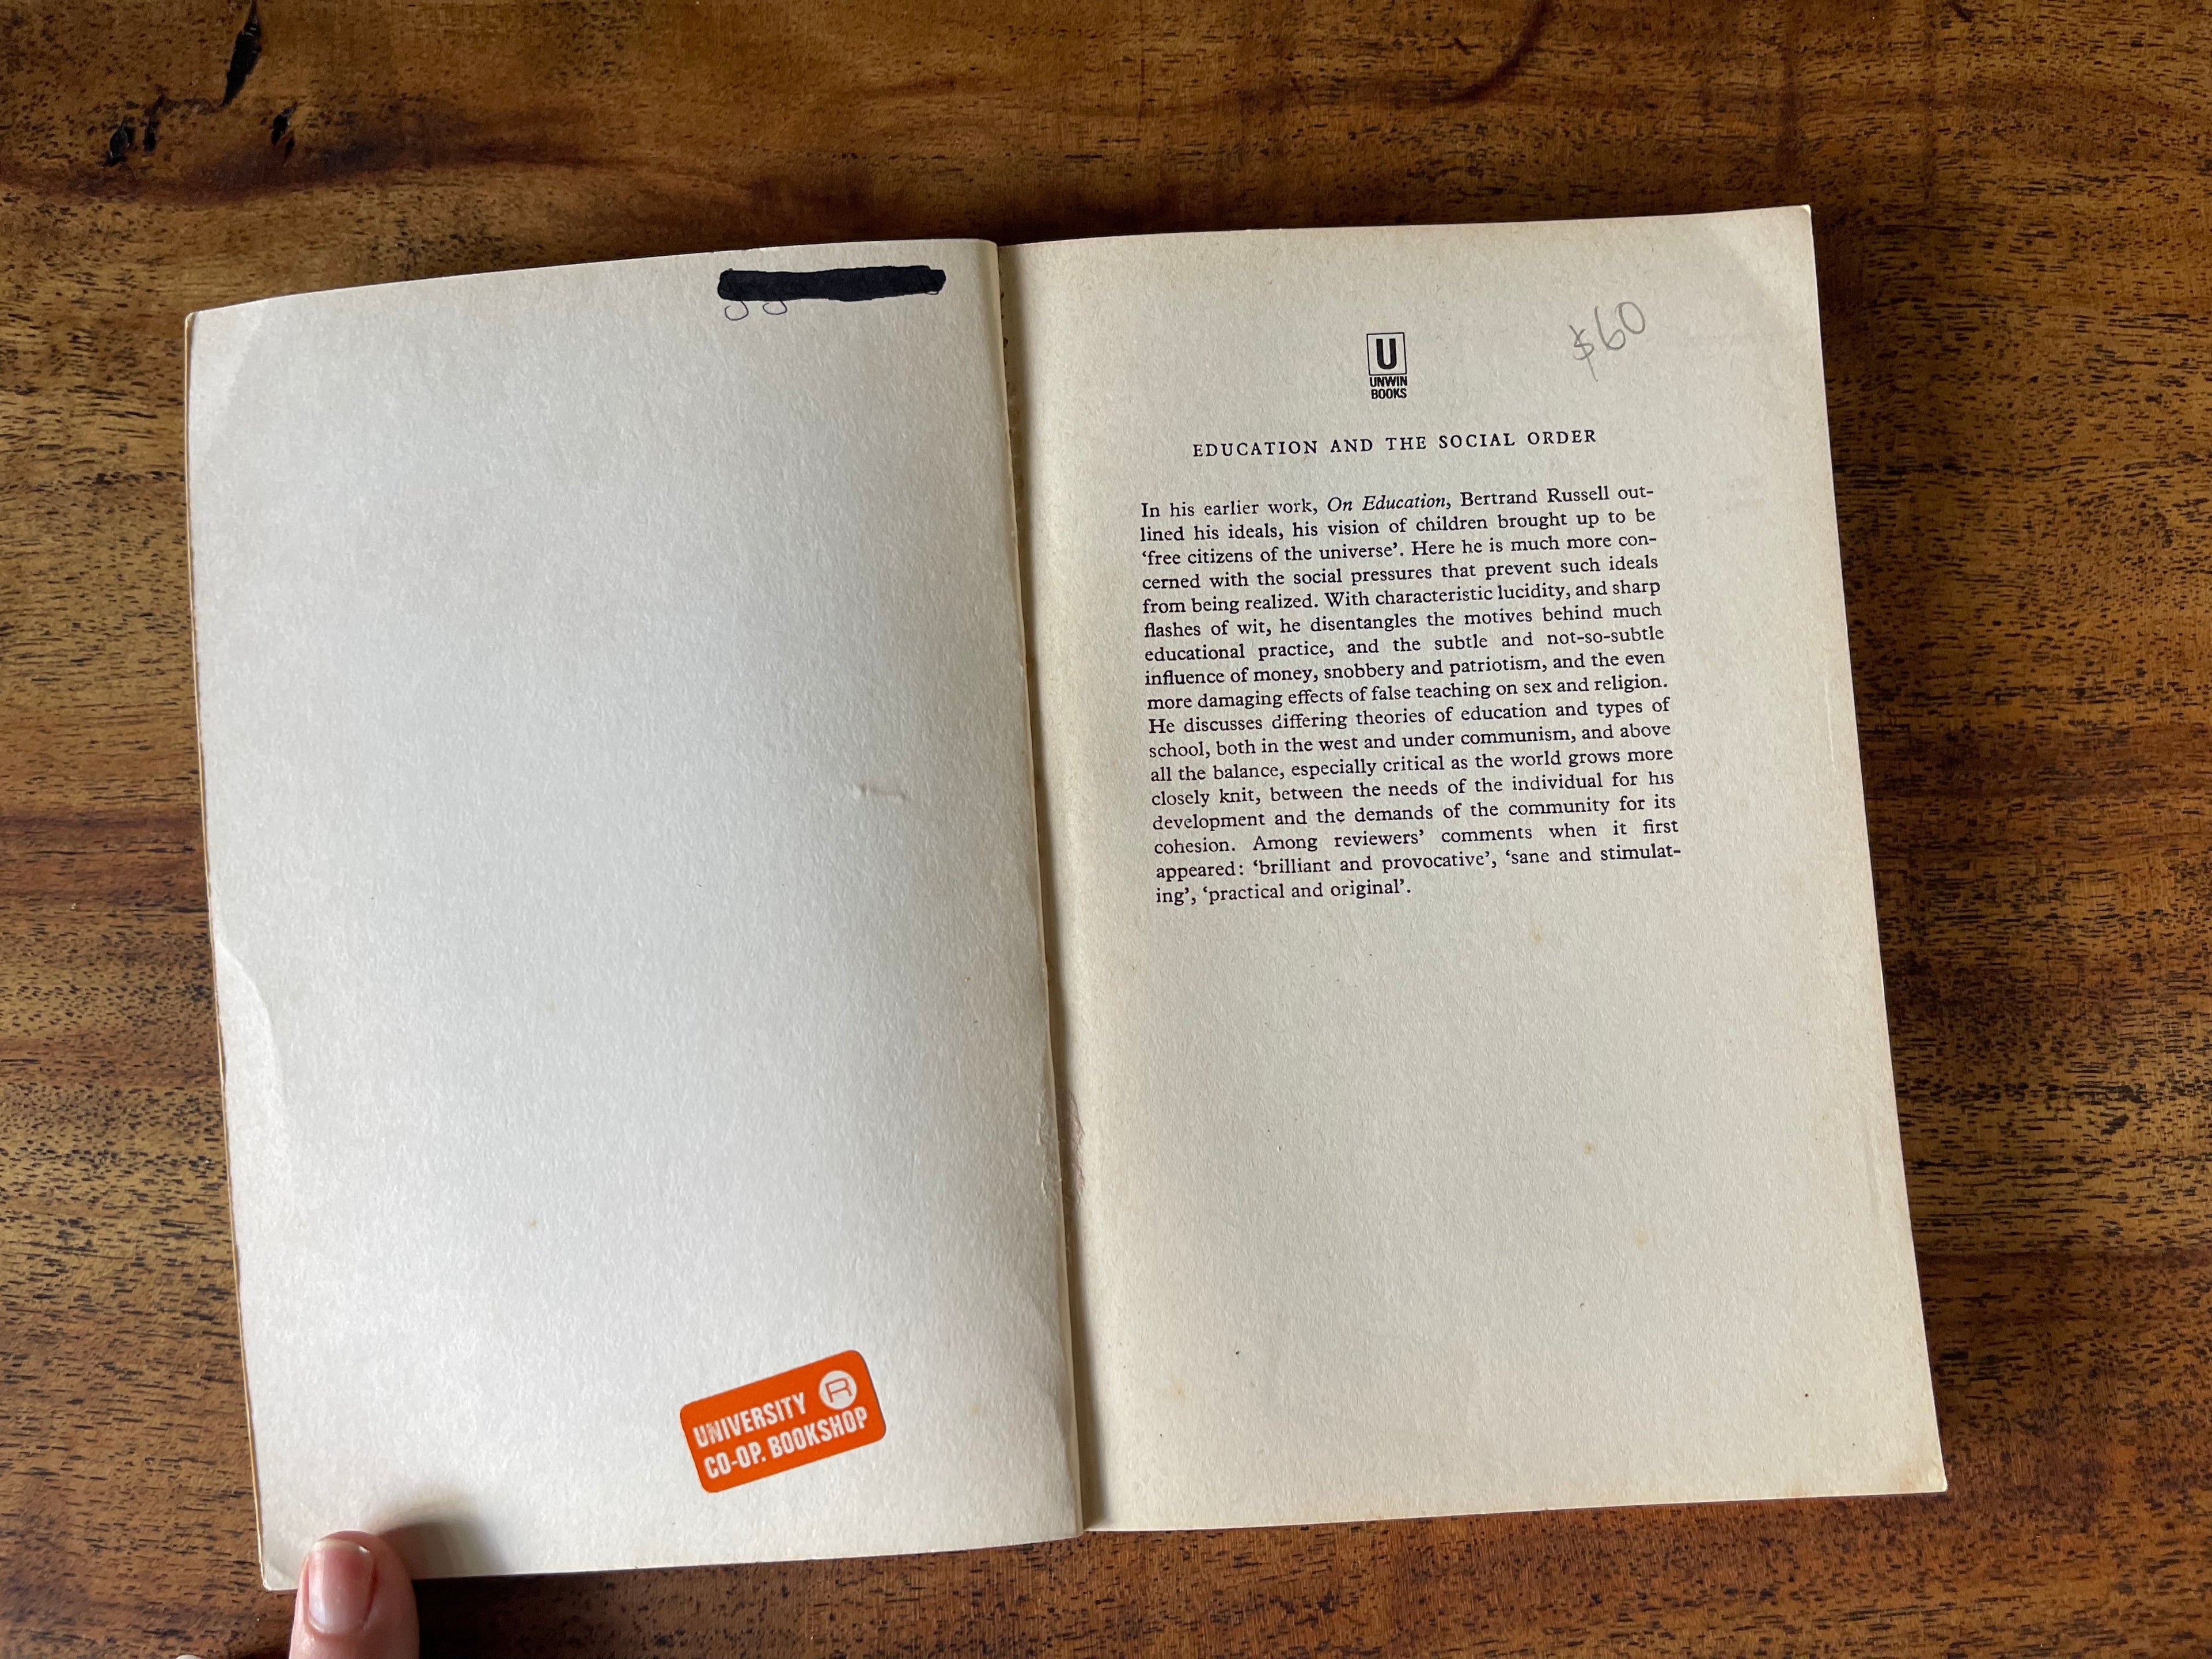 UNIVERSITY R
CO-OP. BOOKSHOP
$60
U
UNWIN
BOOKS
EDUCATION AND THE SOCIAL ORDER
In his earlier work, On Education, Bertrand Russell out-
lined his ideals, his vision of children brought up to be
‘free citizens of the universe’. Here he is much more con-
cerned with the social pressures that prevent such ideals
from being realized. With characteristic lucidity, and sharp
flashes of wit, he disentangles the motives behind much
educational practice, and the subtle and not-so-subtle
influence of money, snobbery and patriotism, and the even
more damaging effects of false teaching on sex and religion.
He discusses differing theories of education and types of
school, both in the west and under communism, and above
all the balance, especially critical as the world grows more
closely knit, between the needs of the individual for his
development and the demands of the community for its
cohesion. Among reviewers’ comments when it first
appeared: ‘brilliant and provocative’, ‘sane and stimulat-
ing’, ‘practical and original’.